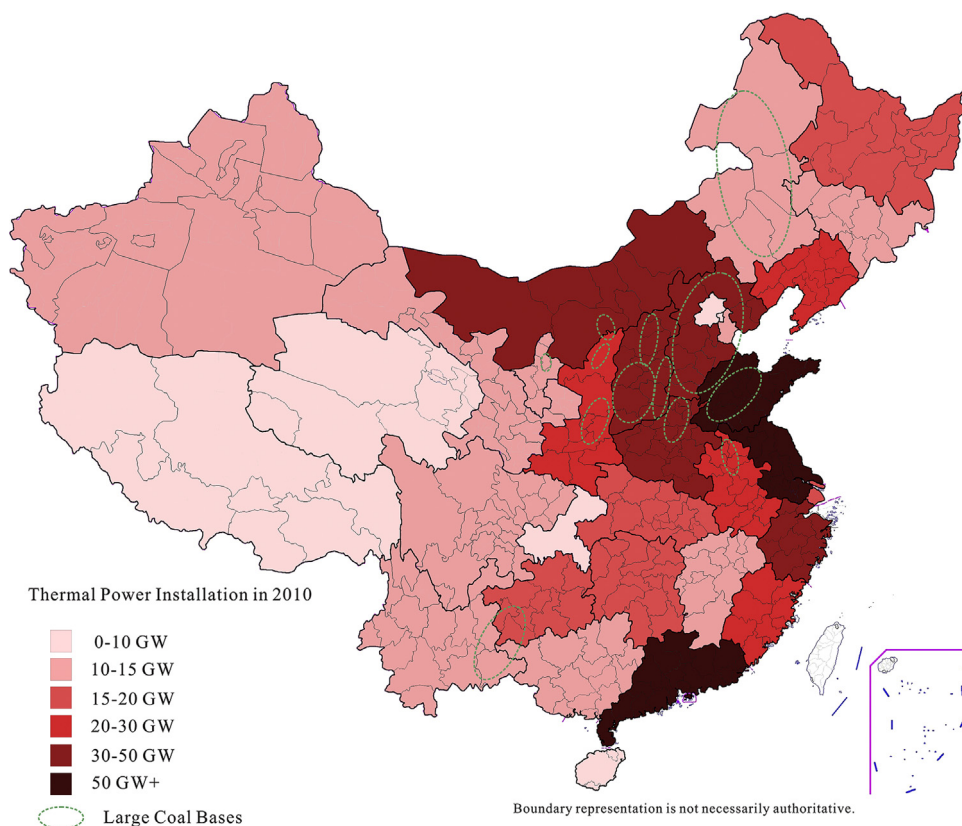 Thermal Power Installation in 2010
0-10 GW
10-15 GW
15-20 GW
20-30 GW
30-50 GW
50 GW+
Large Coal Bases
Boundary representation is not necessarily authoritative.